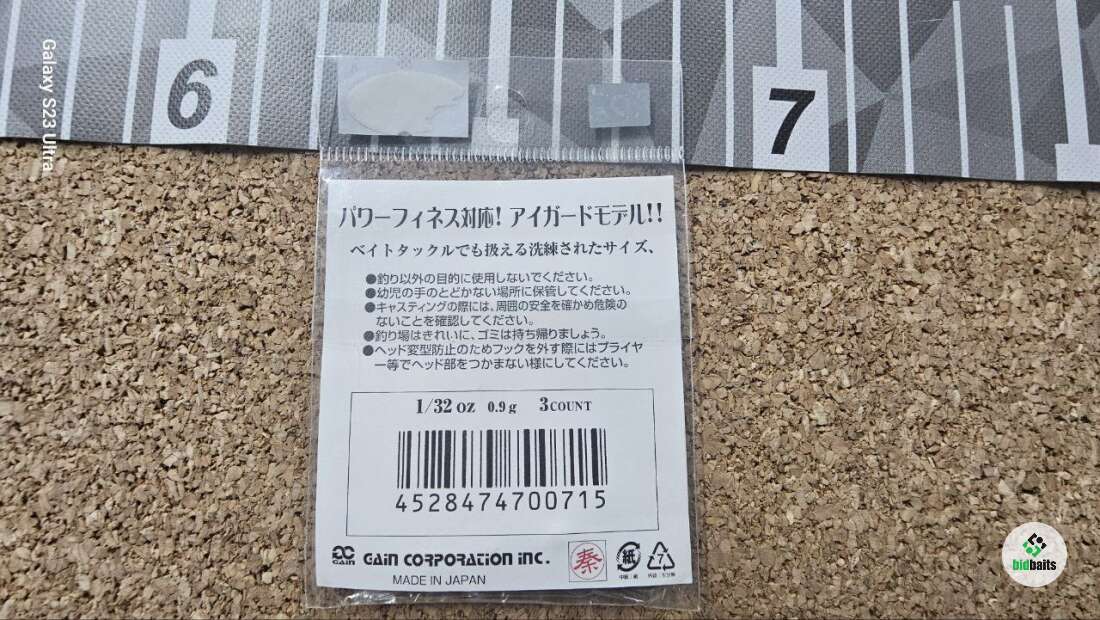 Galaxy S23 Ultra
6
7
パワーフィネス対応! アイガードモデル!!
ベイトタックルでも扱える洗練されたサイズ、
●釣り以外の目的に使用しないでください。
●幼児の手のとどかない場所に保管してください。
●キャスティングの際には、周囲の安全を確かめ危険の
ないことを確認してください。
●釣り場はきれいに、ゴミは持ち帰りましょう。
●ヘッド変型防止のためフックを外す際にはプライヤ
ー等でヘッド部をつかまない様にしてください。
1/32 oz 0.9 g 3 COUNT
4528474700715
GAIN GAIN CORPORATION INC. 秦 紙
MADE IN JAPAN
bidbaits